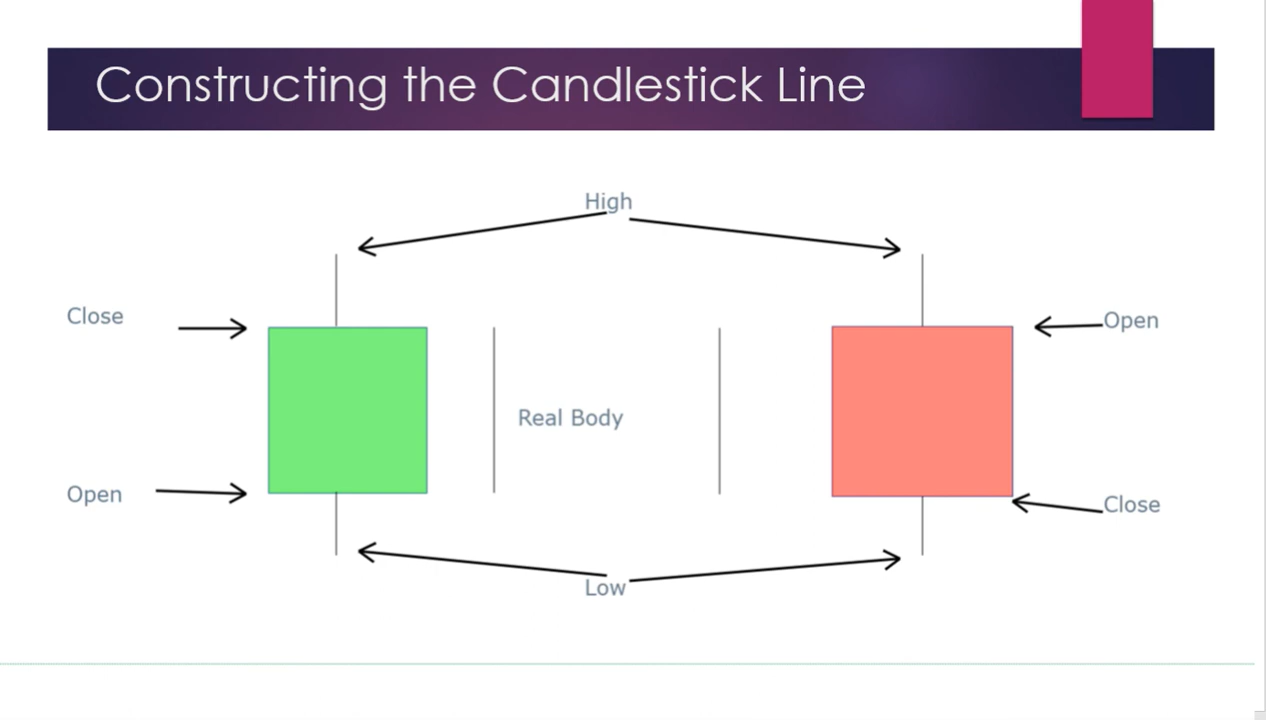 Constructing the Candlestick Line
High
Close
Open
Real Body
Open
Close
Low